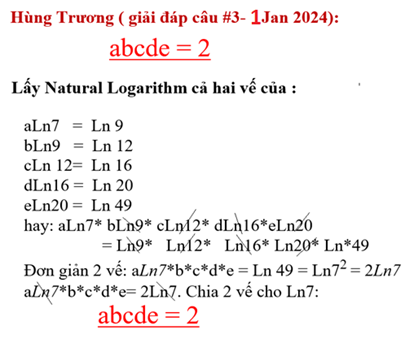 Hùng Trương ( giải đáp câu #3- 1Jan 2024):
abcde = 2
Lấy Natural Logarithm cả hai vế của :
aLn7 = Ln 9
bLn9 = Ln 12
cLn 12= Ln 16
dLn16 = Ln 20
eLn20 = Ln 49
hay: aLn7* bLn9* cLn12* dLn16*eLn20
= Ln9* Ln12* Ln16* Ln20* Ln*49
Đơn giản 2 vế: aLn7*b*c*d*e = Ln 49 = Ln7² = 2Ln7
aLn7*b*c*d*e= 2Ln7. Chia 2 vế cho Ln7:
abcde = 2